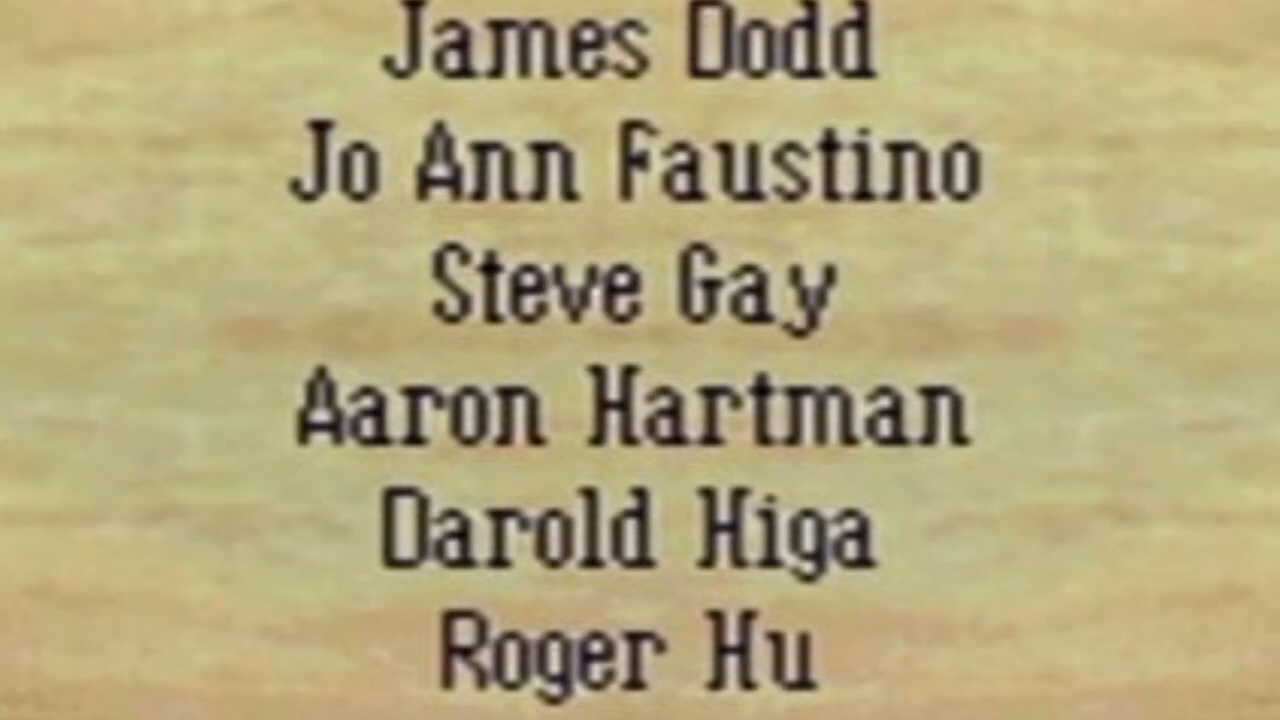 James Dodd
Jo Ann Faustino
Steve Gay
Aaron Hartman
Darold Higa
Roger Hu